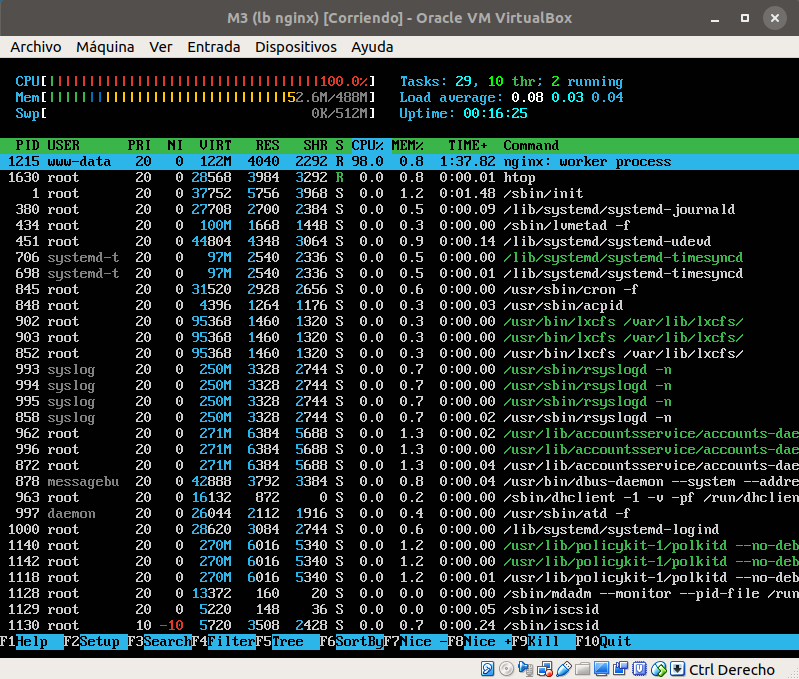 M3 (lb nginx) [Corriendo] - Oracle VM VirtualBox
Archivo Máquina Ver Entrada Dispositivos Ayuda
CPU[||||||||||||||||||||||||||||||||||100.0%] Tasks: 29, 10 thr; 2 running
Mem[||||||||||||||||||||||||||||||52.6M/488M] Load average: 0.08 0.03 0.04
Swp[ 0K/512M] Uptime: 00:16:25
PID USER PRI NI VIRT RES SHR S CPU% MEM% TIME+ Command
1215 www-data 20 0 122M 4040 2292 R 98.0 0.8 1:37.82 nginx: worker process
1630 root 20 0 28568 3984 3292 R 0.0 0.8 0:00.01 htop
1 root 20 0 37752 5756 3968 S 0.0 1.2 0:01.48 /sbin/init
380 root 20 0 27708 2700 2384 S 0.0 0.5 0:00.09 /lib/systemd/systemd-journald
434 root 20 0 100M 1668 1448 S 0.0 0.3 0:00.00 /sbin/lvmetad -f
451 root 20 0 44804 4348 3064 S 0.0 0.9 0:00.14 /lib/systemd/systemd-udevd
706 systemd-t 20 0 97M 2540 2336 S 0.0 0.5 0:00.00 /lib/systemd/systemd-timesyncd
698 systemd-t 20 0 97M 2540 2336 S 0.0 0.5 0:00.01 /lib/systemd/systemd-timesyncd
845 root 20 0 31520 2928 2656 S 0.0 0.6 0:00.00 /usr/sbin/cron -f
848 root 20 0 4396 1264 1176 S 0.0 0.3 0:00.03 /usr/sbin/acpid
902 root 20 0 95368 1460 1320 S 0.0 0.3 0:00.00 /usr/bin/lxcfs /var/lib/lxcfs/
903 root 20 0 95368 1460 1320 S 0.0 0.3 0:00.00 /usr/bin/lxcfs /var/lib/lxcfs/
852 root 20 0 95368 1460 1320 S 0.0 0.3 0:00.00 /usr/bin/lxcfs /var/lib/lxcfs/
993 syslog 20 0 250M 3328 2744 S 0.0 0.7 0:00.00 /usr/sbin/rsyslogd -n
994 syslog 20 0 250M 3328 2744 S 0.0 0.7 0:00.00 /usr/sbin/rsyslogd -n
995 syslog 20 0 250M 3328 2744 S 0.0 0.7 0:00.00 /usr/sbin/rsyslogd -n
858 syslog 20 0 250M 3328 2744 S 0.0 0.7 0:00.02 /usr/sbin/rsyslogd -n
962 root 20 0 271M 6384 5688 S 0.0 1.3 0:00.02 /usr/lib/accountsservice/accounts-dae
996 root 20 0 271M 6384 5688 S 0.0 1.3 0:00.00 /usr/lib/accountsservice/accounts-dae
872 root 20 0 271M 6384 5688 S 0.0 1.3 0:00.04 /usr/lib/accountsservice/accounts-dae
878 messagebu 20 0 42888 3792 3384 S 0.0 0.8 0:00.04 /usr/bin/dbus-daemon --system --addre
963 root 20 0 16132 872 0 S 0.0 0.2 0:00.00 /sbin/dhclient -1 -v -pf /run/dhclien
997 daemon 20 0 26044 2112 1916 S 0.0 0.4 0:00.00 /usr/sbin/atd -f
1000 root 20 0 28620 3084 2744 S 0.0 0.6 0:00.00 /lib/systemd/systemd-logind
1140 root 20 0 270M 6016 5340 S 0.0 1.2 0:00.00 /usr/lib/policykit-1/polkitd --no-deb
1142 root 20 0 270M 6016 5340 S 0.0 1.2 0:00.00 /usr/lib/policykit-1/polkitd --no-deb
1118 root 20 0 270M 6016 5340 S 0.0 1.2 0:00.01 /usr/lib/policykit-1/polkitd --no-deb
1128 root 20 0 13372 160 20 S 0.0 0.0 0:00.00 /sbin/mdadm --monitor --pid-file /run
1129 root 20 0 5220 148 36 S 0.0 0.0 0:00.05 /sbin/iscsid
1130 root 10 -10 5720 3508 2428 S 0.0 0.7 0:00.24 /sbin/iscsid
F1Help F2Setup F3SearchF4FilterF5Tree F6SortByF7Nice -F8Nice +F9Kill F10Quit
Ctrl Derecho